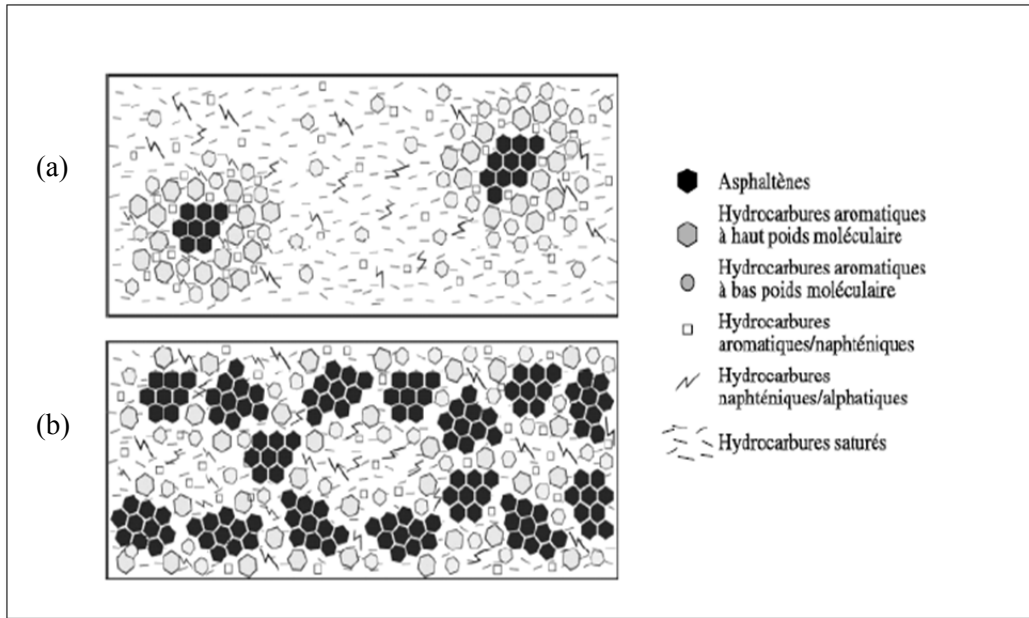 (a)
(b)
Asphaltènes
Hydrocarbures aromatiques
à haut poids moléculaire
Hydrocarbures aromatiques
à bas poids moléculaire
Hydrocarbures
aromatiques/naphténiques
Hydrocarbures
naphténiques/alphatiques
Hydrocarbures saturés